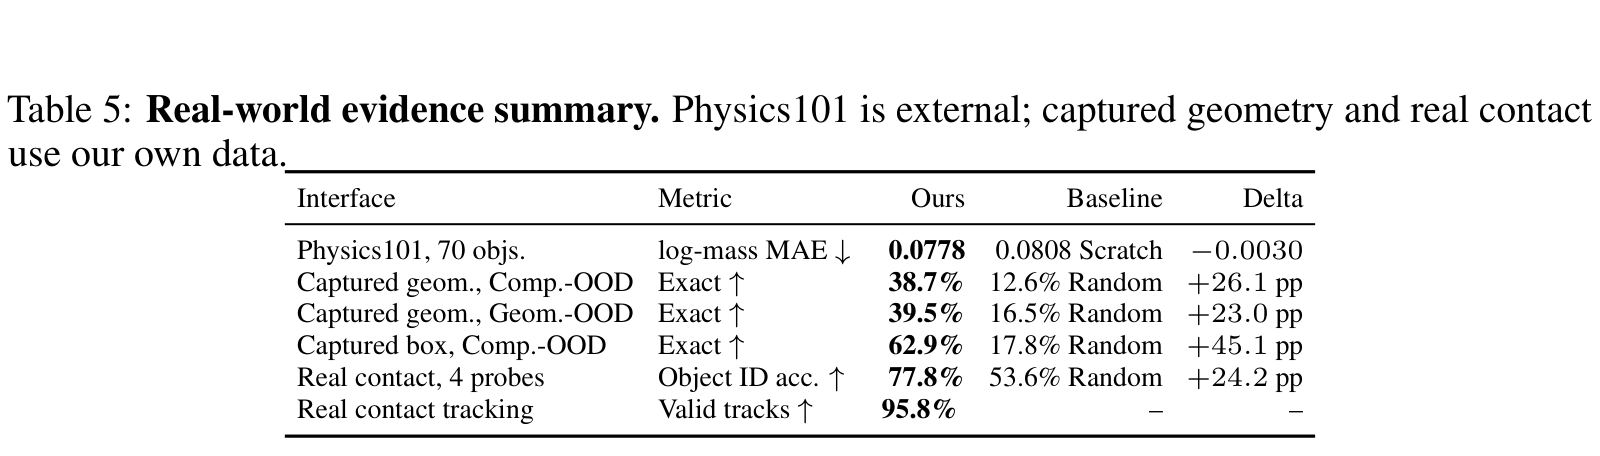 Table 5: Real-world evidence summary. Physics101 is external; captured geometry and real contact
use our own data.
Interface Metric Ours Baseline Delta
Physics101, 70 objs. log-mass MAE ↓ 0.0778 0.0808 Scratch −0.0030
Captured geom., Comp.-OOD Exact ↑ 38.7% 12.6% Random +26.1 pp
Captured geom., Geom.-OOD Exact ↑ 39.5% 16.5% Random +23.0 pp
Captured box, Comp.-OOD Exact ↑ 62.9% 17.8% Random +45.1 pp
Real contact, 4 probes Object ID acc. ↑ 77.8% 53.6% Random +24.2 pp
Real contact tracking Valid tracks ↑ 95.8% – –